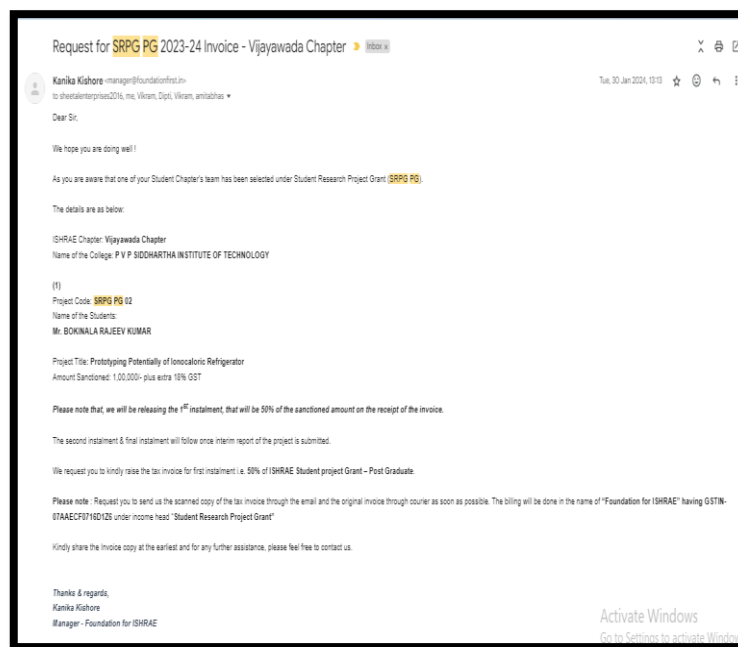 Request for SRPG PG 2023-24 Invoice - Vijayawada Chapter Inbox x
Kanika Kishore <manager@foundationfirst.in>
Tue, 30 Jan 2024, 13:13
to sheetalenterprises2016, me, Vikram, Dipti, Vikram, amitabhas
Dear Sir,
We hope you are doing well !
As you are aware that one of your Student Chapter's team has been selected under Student Research Project Grant (SRPG PG).
The details are as below:
ISHRAE Chapter: Vijayawada Chapter
Name of the College: P V P SIDDHARTHA INSTITUTE OF TECHNOLOGY
(1)
Project Code: SRPG PG 02
Name of the Students:
Mr. BOKINALA RAJEEV KUMAR
Project Title: Prototyping Potentially of Ionocaloric Refrigerator
Amount Sanctioned: 1,00,000/- plus extra 18% GST
Please note that, we will be releasing the 1st instalment, that will be 50% of the sanctioned amount on the receipt of the invoice.
The second instalment & final instalment will follow once interim report of the project is submitted.
We request you to kindly raise the tax invoice for first instalment i.e. 50% of ISHRAE Student project Grant – Post Graduate.
Please note : Request you to send us the scanned copy of the tax invoice through the email and the original invoice through courier as soon as possible. The billing will be done in the name of "Foundation for ISHRAE" having GSTIN-
07AAECF0716D1Z6 under income head "Student Research Project Grant"
Kindly share the Invoice copy at the earliest and for any further assistance, please feel free to contact us.
Thanks & regards,
Kanika Kishore
Manager - Foundation for ISHRAE
Activate Windows
Go to Settings to activate Window